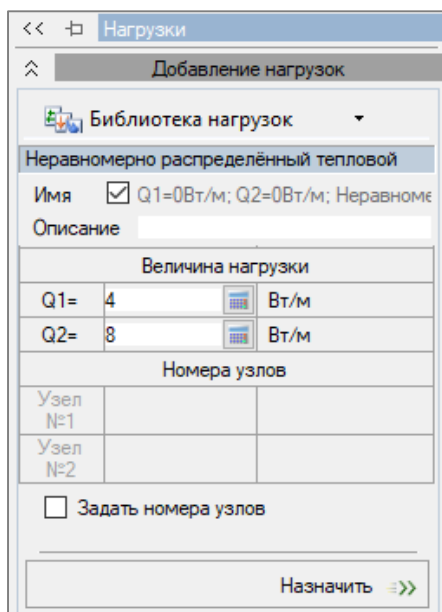 << Нагрузки
Добавление нагрузок
Библиотека нагрузок
Неравномерно распределённый тепловой
Имя Q1=0Вт/м; Q2=0Вт/м; Неравноме
Описание
Величина нагрузки
Q1= 4 Вт/м
Q2= 8 Вт/м
Номера узлов
Узел
№1
Узел
№2
Задать номера узлов
Назначить